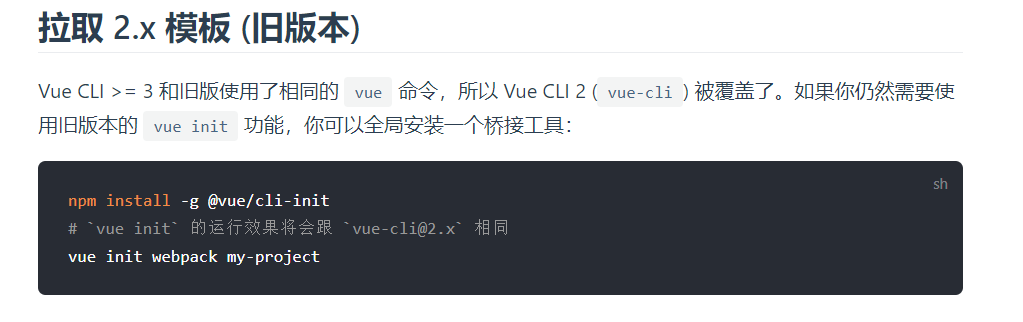 拉取 2.x 模板 (旧版本)
Vue CLI >= 3 和旧版使用了相同的 vue 命令，所以 Vue CLI 2 (vue-cli) 被覆盖了。如果你仍然需要使
用旧版本的 vue init 功能，你可以全局安装一个桥接工具：
sh
npm install -g @vue/cli-init
# `vue init` 的运行效果将会跟 `vue-cli@2.x` 相同
vue init webpack my-project